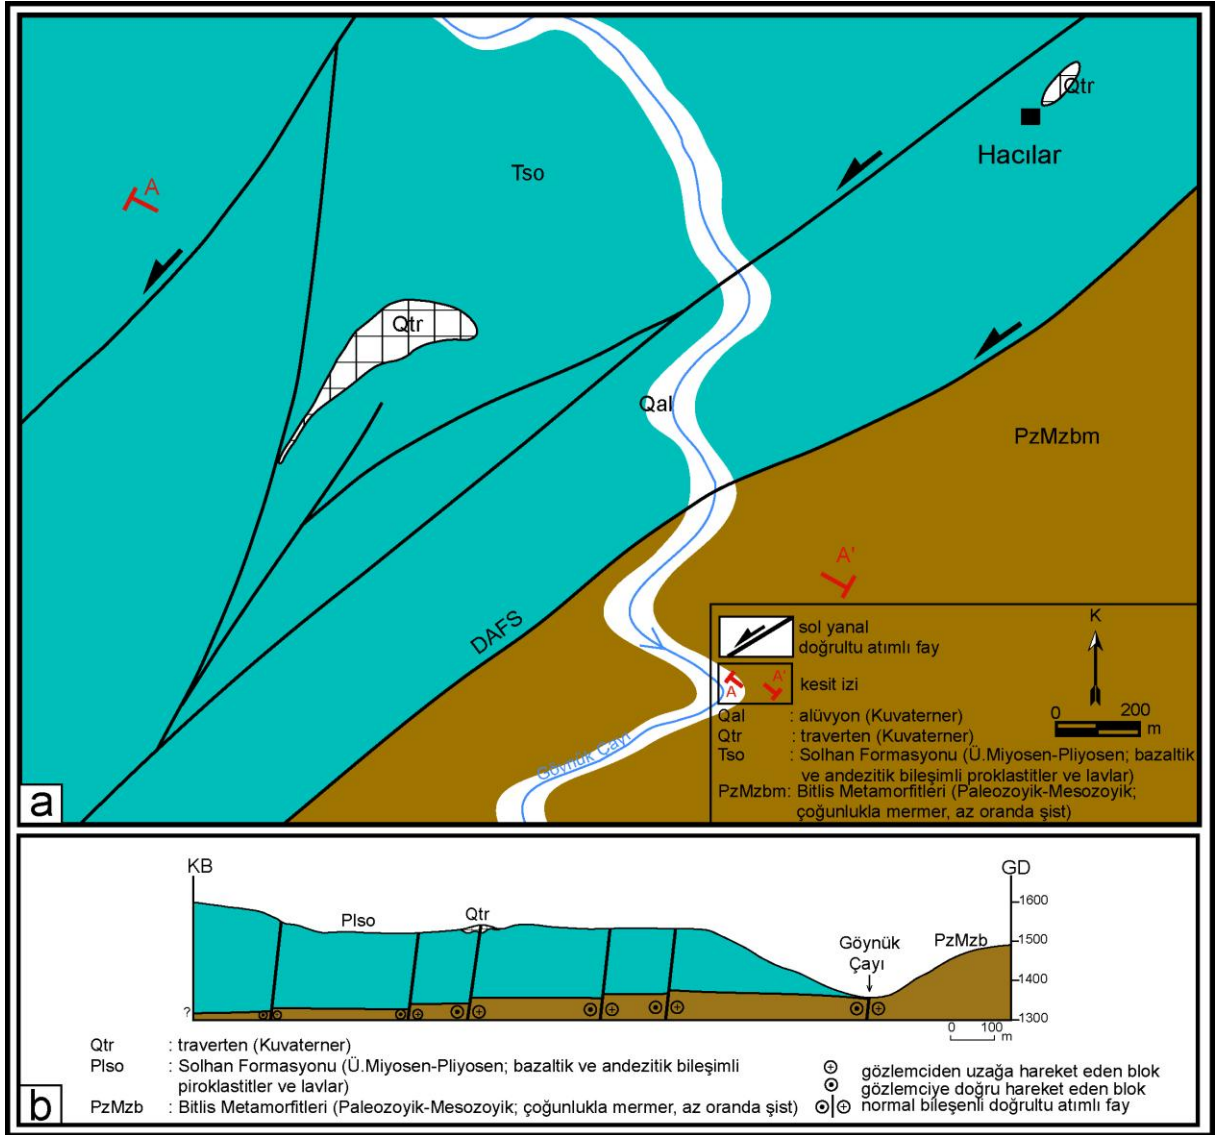 Qtr
Hacılar
Tso
A
Qtr
Qal
PzMzbm
A'
DAFS
Göynük Çayı
K
sol yanal
doğrultu atımlı fay
A A'
kesit izi
0 200
m
Qal : alüvyon (Kuvaterner)
Qtr : traverten (Kuvaterner)
Tso : Solhan Formasyonu (Ü.Miyosen-Pliyosen; bazaltik
ve andezitik bileşimli proklastitler ve lavlar)
PzMzbm: Bitlis Metamorfitleri (Paleozoyik-Mesozoyik;
çoğunlukla mermer, az oranda şist)
a
KB
GD
Plso
Qtr
Göynük
Çayı
PzMzb
1600
1500
1400
1300
?
0 100
m
Qtr : traverten (Kuvaterner)
Plso : Solhan Formasyonu (Ü.Miyosen-Pliyosen; bazaltik ve andezitik bileşimli
piroklastitler ve lavlar)
PzMzb : Bitlis Metamorfitleri (Paleozoyik-Mesozoyik; çoğunlukla mermer, az oranda şist)
gözlemciden uzağa hareket eden blok
gözlemciye doğru hareket eden blok
normal bileşenli doğrultu atımlı fay
b